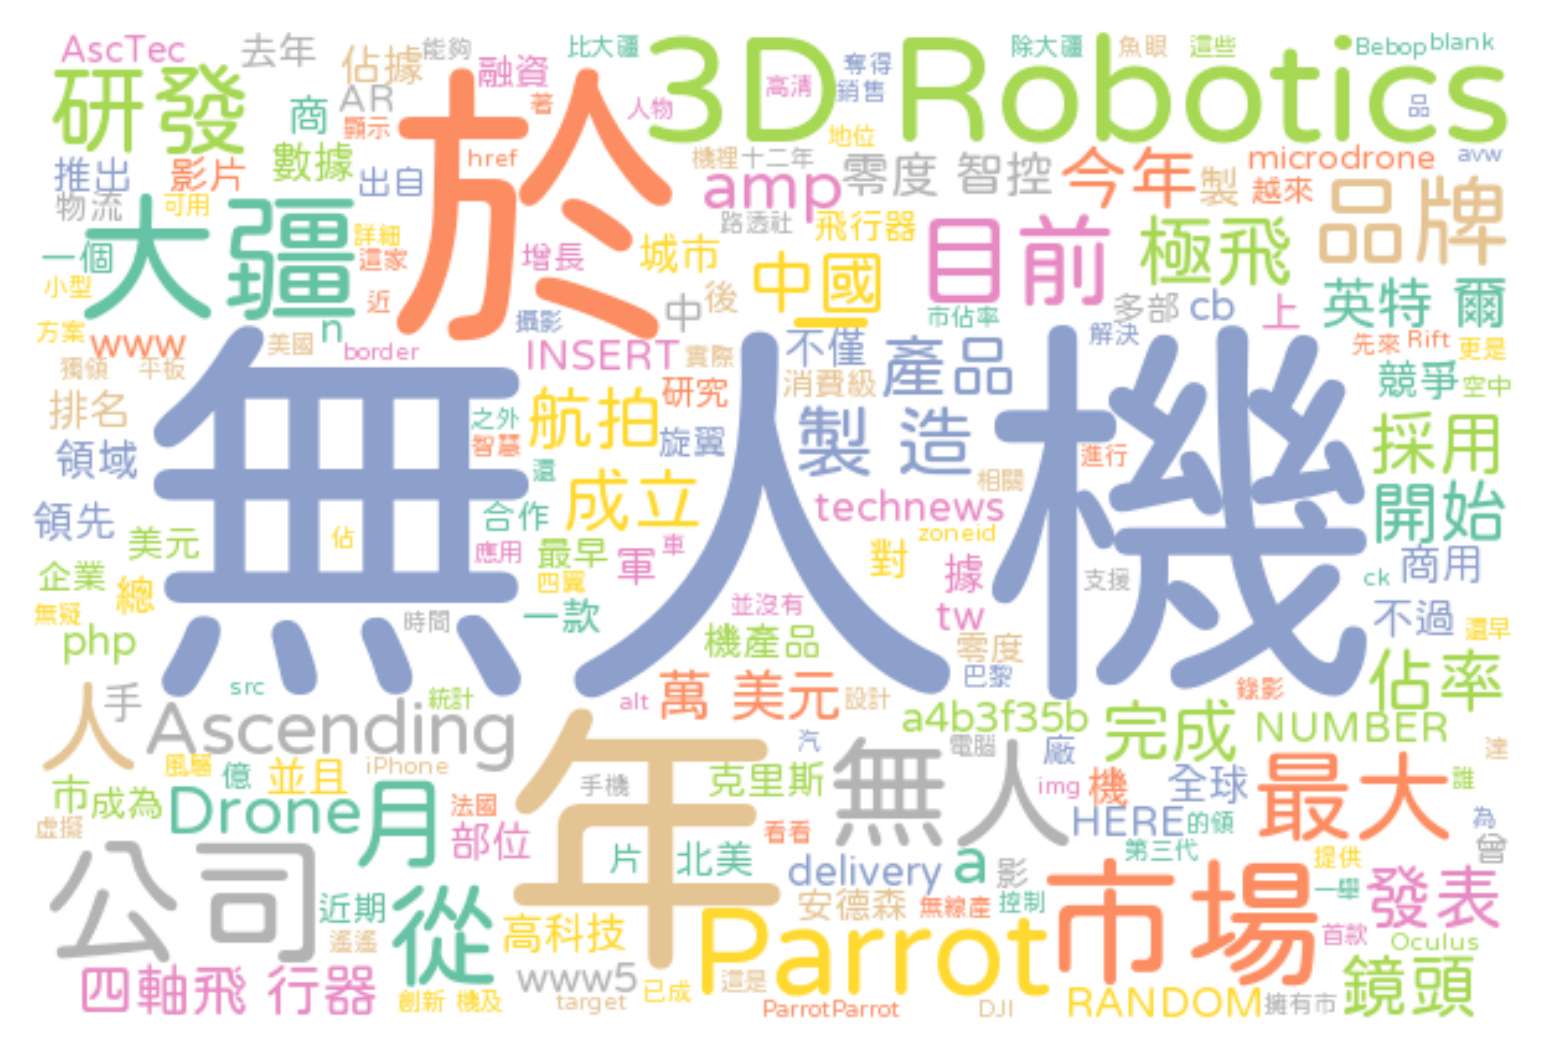 AscTec
去年
佔據
能夠
融資
比大疆
3D Robotics
除大疆
魚眼
這些
Bebop
blank
研發
商
AR
顯示
著
人物
高清
奪得
銷售
品
地位
推出
影片
數據
出自
href
於
機裡
十二年
零度 智控
今年
microdrone
avw
製
越來
品牌
物流
可用
大疆
amp
路透社
飛行器
目前
極飛
一個
詳細
這家
增長
城市
中國
小型
近
中
後
市佔率
多部
cb
上
英特 爾
方案
www
n
美國
攝影
border
INSERT
實際
不僅
產品
解決
先來
Rift
更是
獨領
平板
消費級
競爭
空中
排名
無人機
之外
航拍
研究
製 造
採用
領域
智慧
旋翼
進行
還
相關
領先
成立
technews
開始
合作
佔
美元
應用
最早
軍
車
對
zoneid
據
支援
ck
商用
企業
總
四翼
無疑
時間
一款
並沒有
tw
不過
還早
php
機產品
零度
巴黎
佔率
人
手
src
統計
alt
萬 美元
設計
錄影
Ascending
年
a4b3f35b
完成
NUMBER
風騷
億
並且
iPhone
汽
無人
電腦
廠
達
市
成為
Drone
月
法國
手機
克里斯
img
機
全球
最大
誰
虛擬
部位
看看
HERE
的領
為
曾
公司
片
北美
delivery
a
影
第三代
提供
近期
從
安德森
無線產
控制
市場
一舉
發表
遙遙
高科技
Parrot
首款
Oculus
四軸飛 行器
www5
這是
鏡頭
創新
機及
target
已成
ParrotParrot
DJI
RANDOM
擁有市